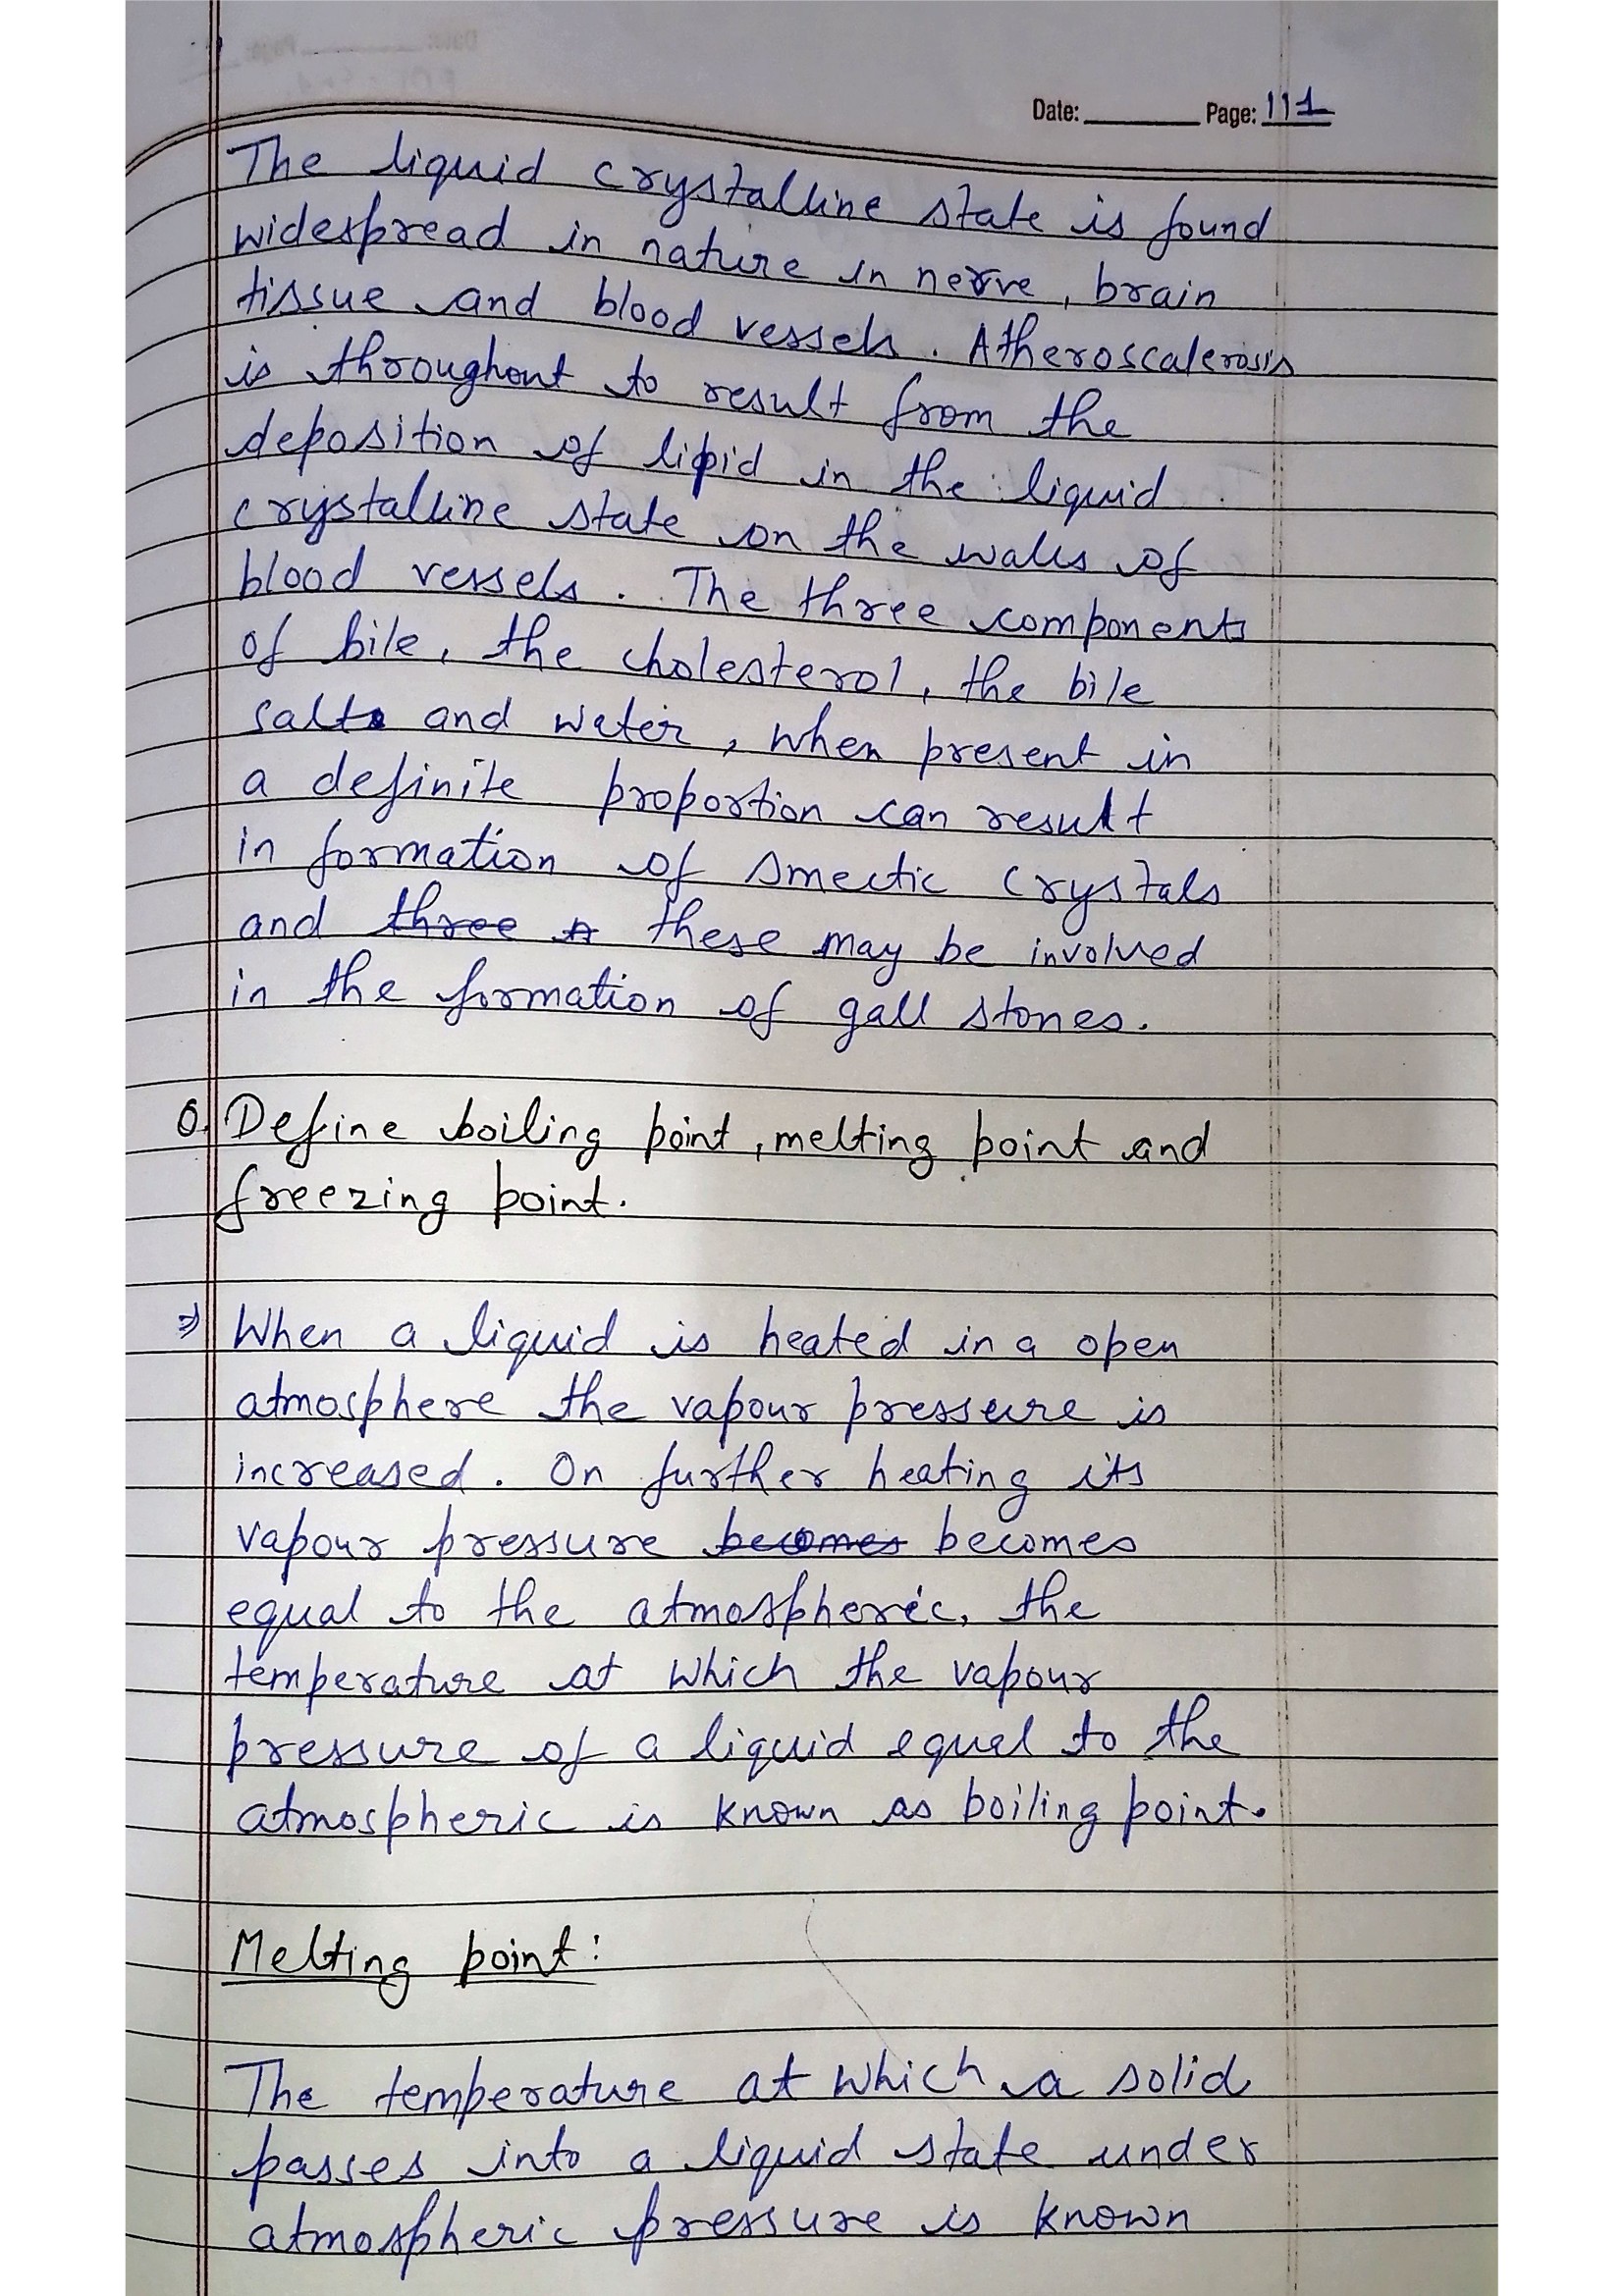 Date: Page: 111
The liquid crystalline state is found
widespread in nature in nerve, brain
tissue and blood vessels. Atheroscalerosis
is throughout to result from the
deposition of lipid in the liquid
crystalline state on the walls of
blood vessels. The three components
of bile, the cholesterol, the bile
salts and water, when present in
a definite proportion can result
in formation of smectic crystals
and three these may be involved
in the formation of gall stones.
Q. Define boiling point, melting point and
freezing point.
⇒ When a liquid is heated in a open
atmosphere the vapour pressure is
increased. On further heating its
vapour pressure becomes becomes
equal to the atmospheric, the
temperature at which the vapour
pressure of a liquid equal to the
atmospheric is known as boiling point.
Melting point:
The temperature at which a solid
passes into a liquid state under
atmospheric pressure is known